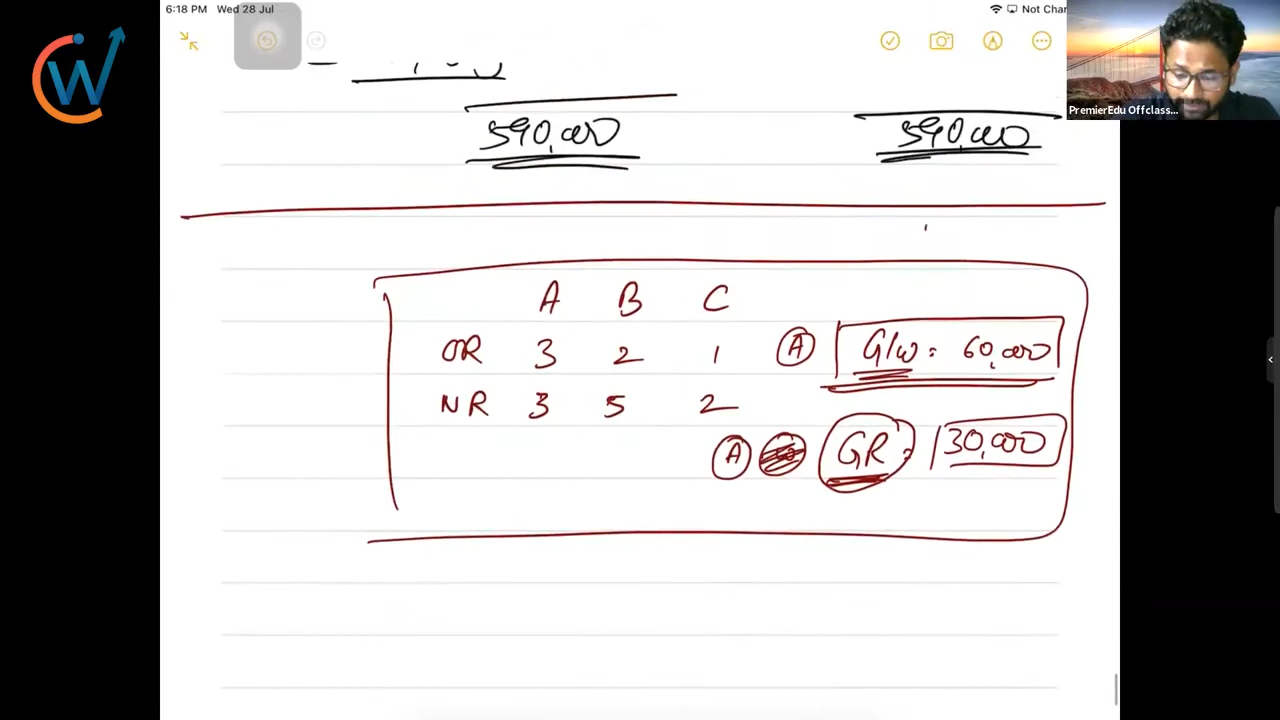 6:18 PM Wed 28 Jul
Not Char
PremierEdu Offclass...
590,000 590,000
A B C
OR 3 2 1 A G/W = 60,000
NR 3 5 2
A GR = 30,000